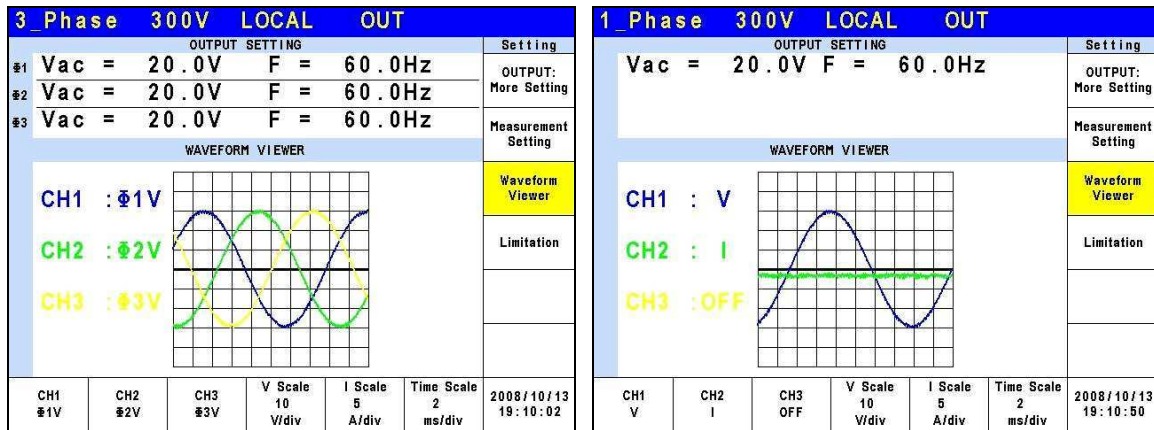 3_Phase 300V LOCAL OUT
OUTPUT SETTING
Setting
Φ1 Vac = 20.0V F = 60.0Hz
Φ2 Vac = 20.0V F = 60.0Hz
Φ3 Vac = 20.0V F = 60.0Hz
OUTPUT:
More Setting
Measurement
Setting
WAVEFORM VIEWER
Waveform
Viewer
Limitation
CH1 :Φ1V
CH2 :Φ2V
CH3 :Φ3V
CH1
Φ1V
CH2
Φ2V
CH3
Φ3V
V Scale
10
V/div
I Scale
5
A/div
Time Scale
2
ms/div
2008/10/13
19:10:02
1_Phase 300V LOCAL OUT
OUTPUT SETTING
Setting
Vac = 20.0V F = 60.0Hz
OUTPUT:
More Setting
Measurement
Setting
WAVEFORM VIEWER
Waveform
Viewer
Limitation
CH1 : V
CH2 : I
CH3 :OFF
CH1
V
CH2
I
CH3
OFF
V Scale
10
V/div
I Scale
5
A/div
Time Scale
2
ms/div
2008/10/13
19:10:50